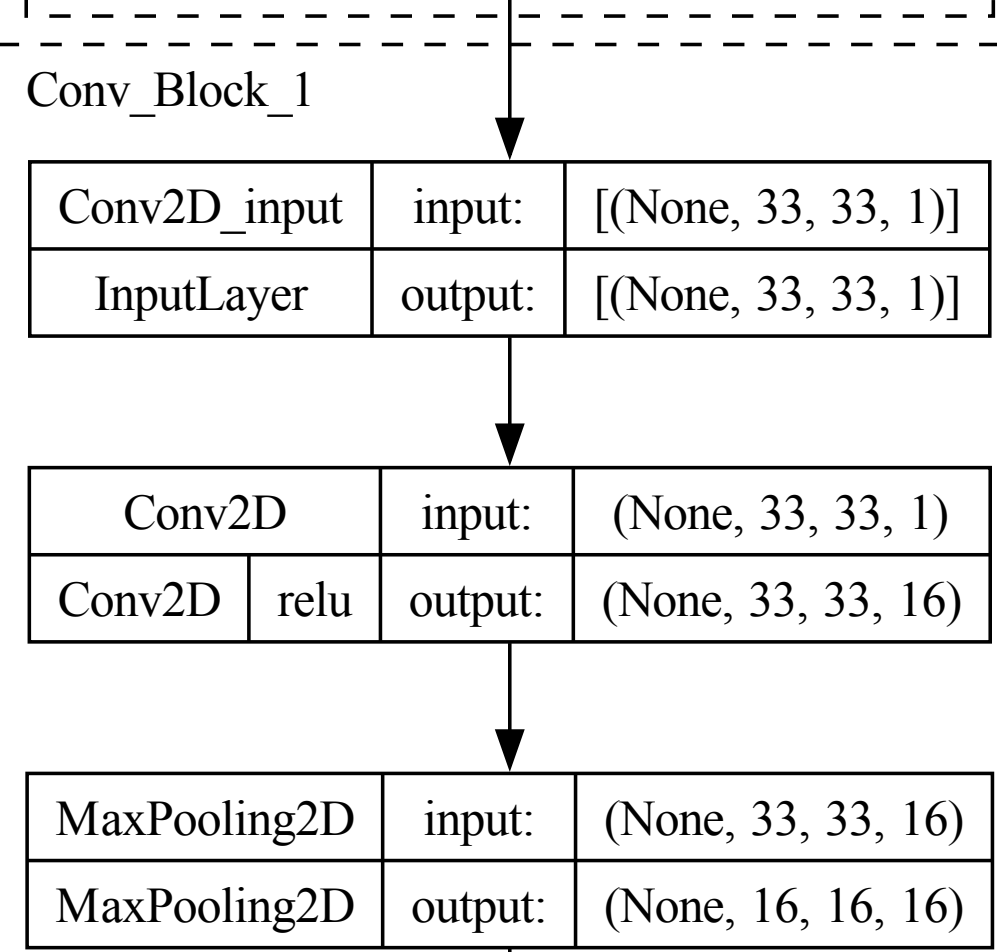 Conv_Block_1
Conv2D_input input: [(None, 33, 33, 1)]
InputLayer output: [(None, 33, 33, 1)]
Conv2D input: (None, 33, 33, 1)
Conv2D relu output: (None, 33, 33, 16)
MaxPooling2D input: (None, 33, 33, 16)
MaxPooling2D output: (None, 16, 16, 16)